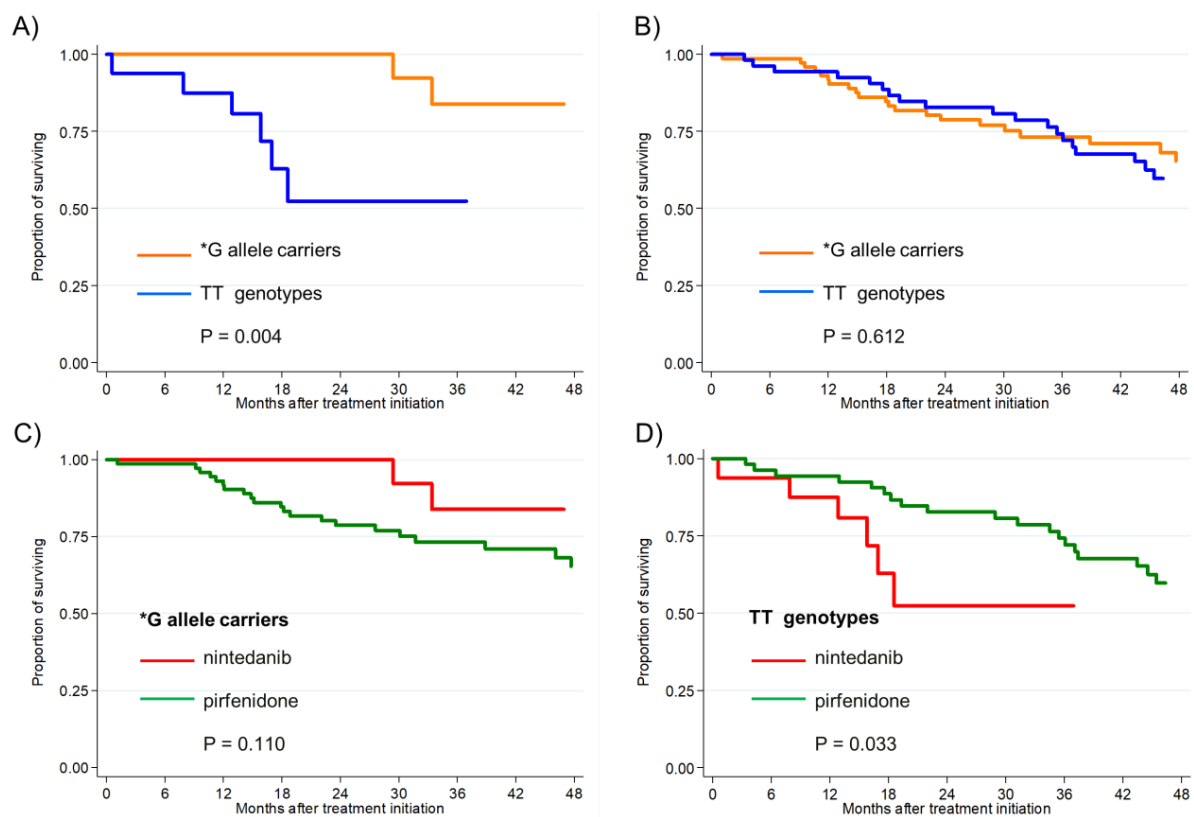 A)
1.00
0.75
0.50
0.25
0.00
Proportion of surviving
*G allele carriers
TT genotypes
P = 0.004
0 6 12 18 24 30 36 42 48
Months after treatment initiation
B)
1.00
0.75
0.50
0.25
0.00
Proportion of surviving
*G allele carriers
TT genotypes
P = 0.612
0 6 12 18 24 30 36 42 48
Months after treatment initiation
C)
1.00
0.75
0.50
0.25
0.00
Proportion of surviving
*G allele carriers
nintedanib
pirfenidone
P = 0.110
0 6 12 18 24 30 36 42 48
Months after treatment initiation
D)
1.00
0.75
0.50
0.25
0.00
Proportion of surviving
TT genotypes
nintedanib
pirfenidone
P = 0.033
0 6 12 18 24 30 36 42 48
Months after treatment initiation